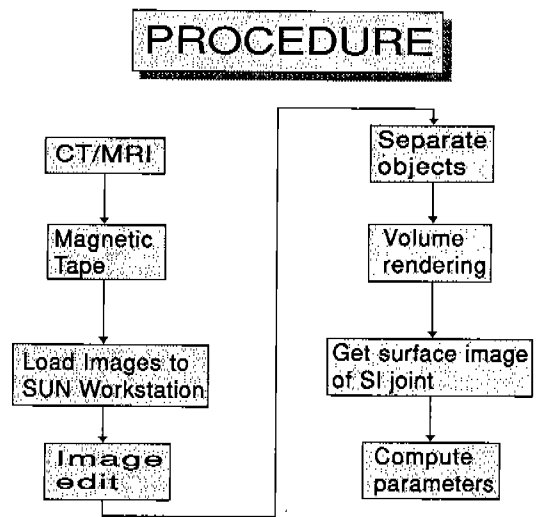 PROCEDURE
CT/MRI
Magnetic
Tape
Load Images to
SUN Workstation
Image
edit
Separate
objects
Volume
rendering
Get surface image
of SI joint
Compute
parameters